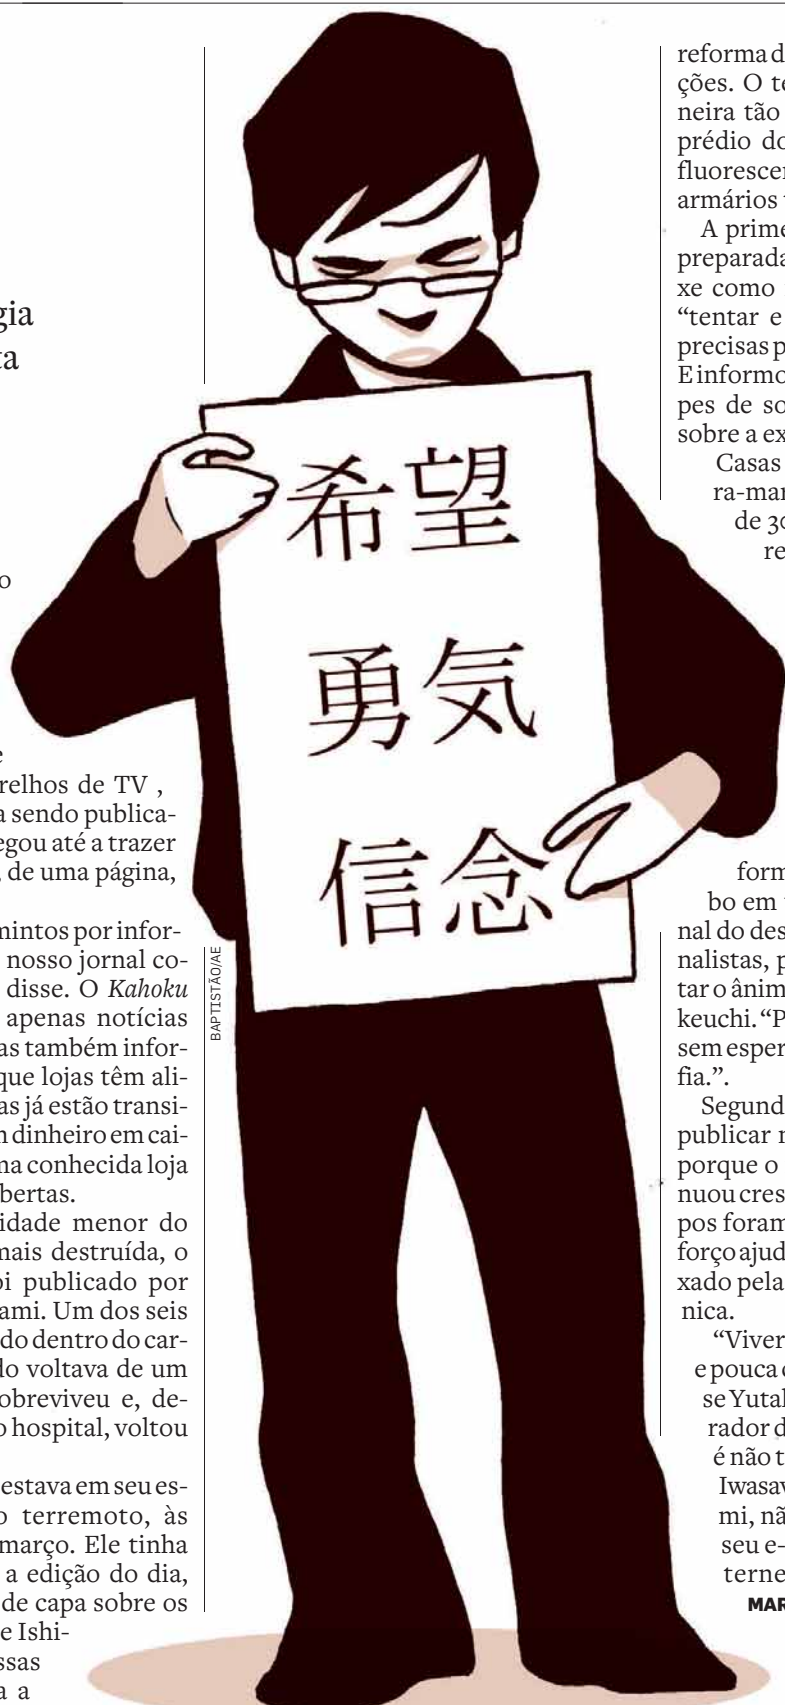 gia
ta
o
e
relhos de TV ,
a sendo publica-
egou até a trazer
, de uma página,
mintos por infor-
nosso jornal co-
disse. O Kahoku
apenas notícias
as também infor-
que lojas têm ali-
as já estão transi-
m dinheiro em cai-
ma conhecida loja
bertas.
idade menor do
mais destruída, o
oi publicado por
ami. Um dos seis
do dentro do car-
do voltava de um
obreviveu e, de-
o hospital, voltou
estava em seu es-
o terremoto, às
março. Ele tinha
a edição do dia,
de capa sobre os
e Ishi-
ssas
a a
BAPTISTÃO/AE
希望
勇気
信念
reforma d
ções. O te
neira tão
prédio do
fluorescen
armários
A prime
preparada
xe como
“tentar e
precisas p
E informo
pes de so
sobre a ex
Casas
ra-mar
de 30
re
form
bo em
nal do des
nalistas, p
tar o ânim
keuchi. “P
sem esper
fia.”.
Segund
publicar n
porque o
nuou cres
pos foram
forço ajud
xado pela
nica.
“Viver
e pouca
se Yutal
rador d
é não t
Iwasav
mi, nã
seu e-
terne
MAR